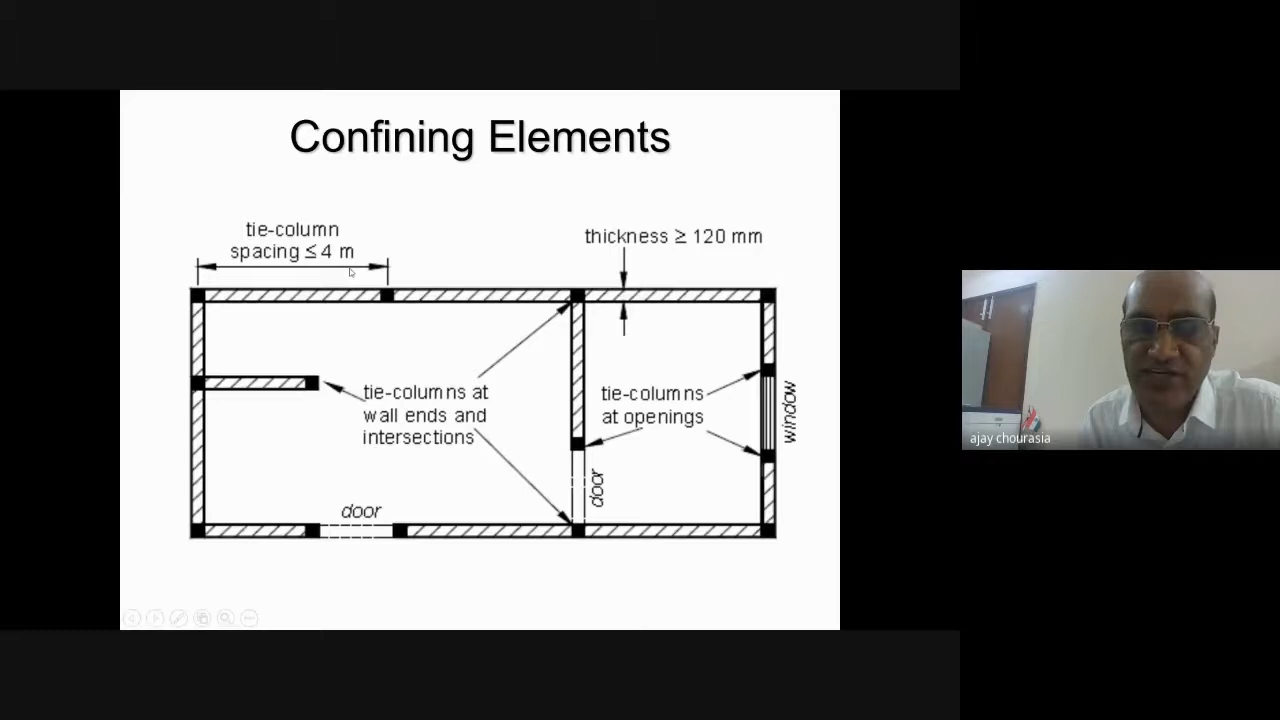 Confining Elements
tie-column
spacing ≤ 4 m
thickness ≥ 120 mm
tie-columns at
wall ends and
intersections
tie-columns
at openings
window
door
door
ajay chourasia